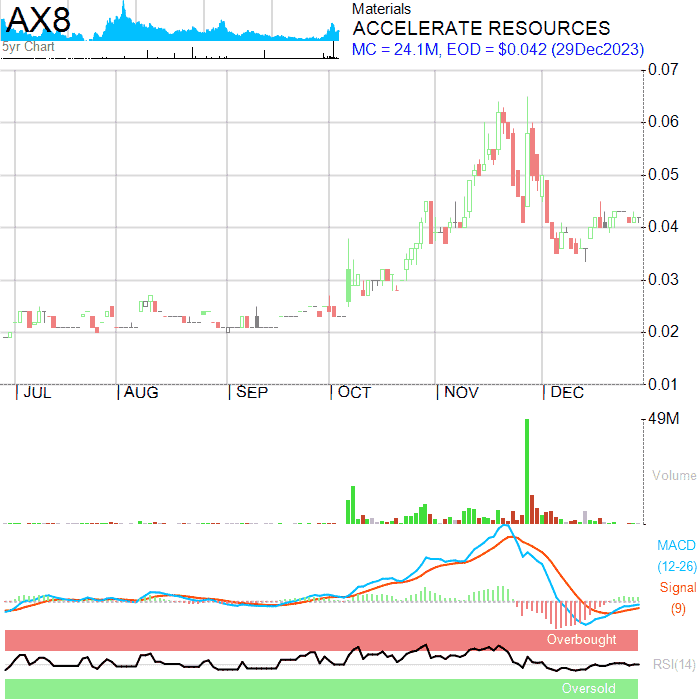 AX8
5yr Chart
Materials
ACCELERATE RESOURCES
MC = 24.1M, EOD = $0.042 (29Dec2023)
0.07
0.06
0.05
0.04
0.03
0.02
0.01
JUL AUG SEP OCT NOV DEC
49M
Volume
MACD
(12-26)
Signal
(9)
Overbought
RSI(14)
Oversold